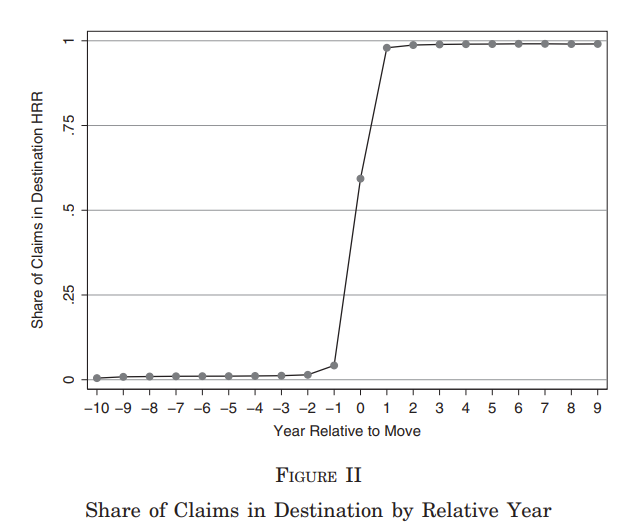 1
.75
.5
.25
0
Share of Claims in Destination HRR
−10 −9 −8 −7 −6 −5 −4 −3 −2 −1 0 1 2 3 4 5 6 7 8 9
Year Relative to Move
FIGURE II
Share of Claims in Destination by Relative Year